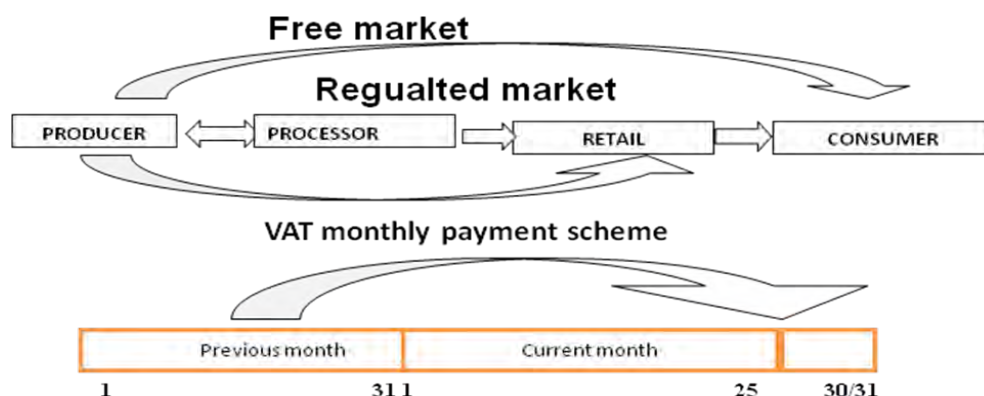 Free market
Regualted market
PRODUCER PROCESSOR RETAIL CONSUMER
VAT monthly payment scheme
Previous month Current month
1 31 1 25 30/31